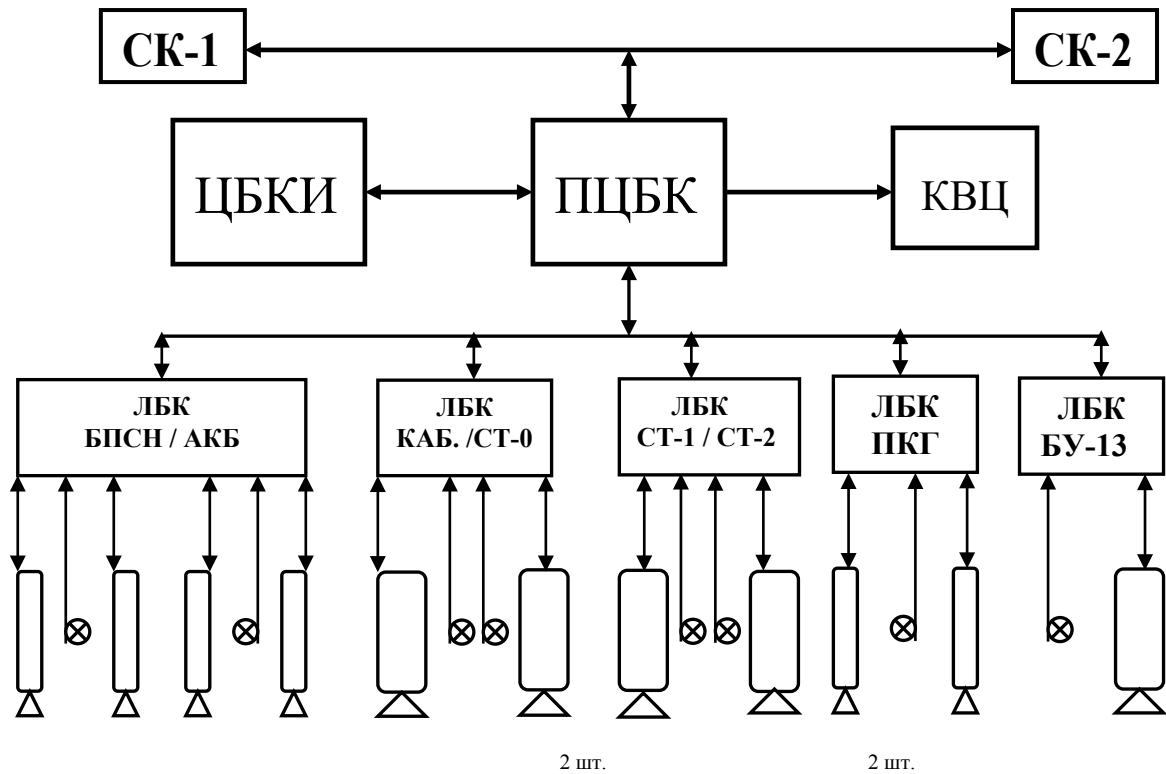 СК-1
СК-2
ЦБКИ
ПЦБК
КВЦ
ЛБК
БПСН / АКБ
ЛБК
КАБ. /СТ-0
ЛБК
СТ-1 / СТ-2
ЛБК
ПКГ
ЛБК
БУ-13
2 шт.
2 шт.